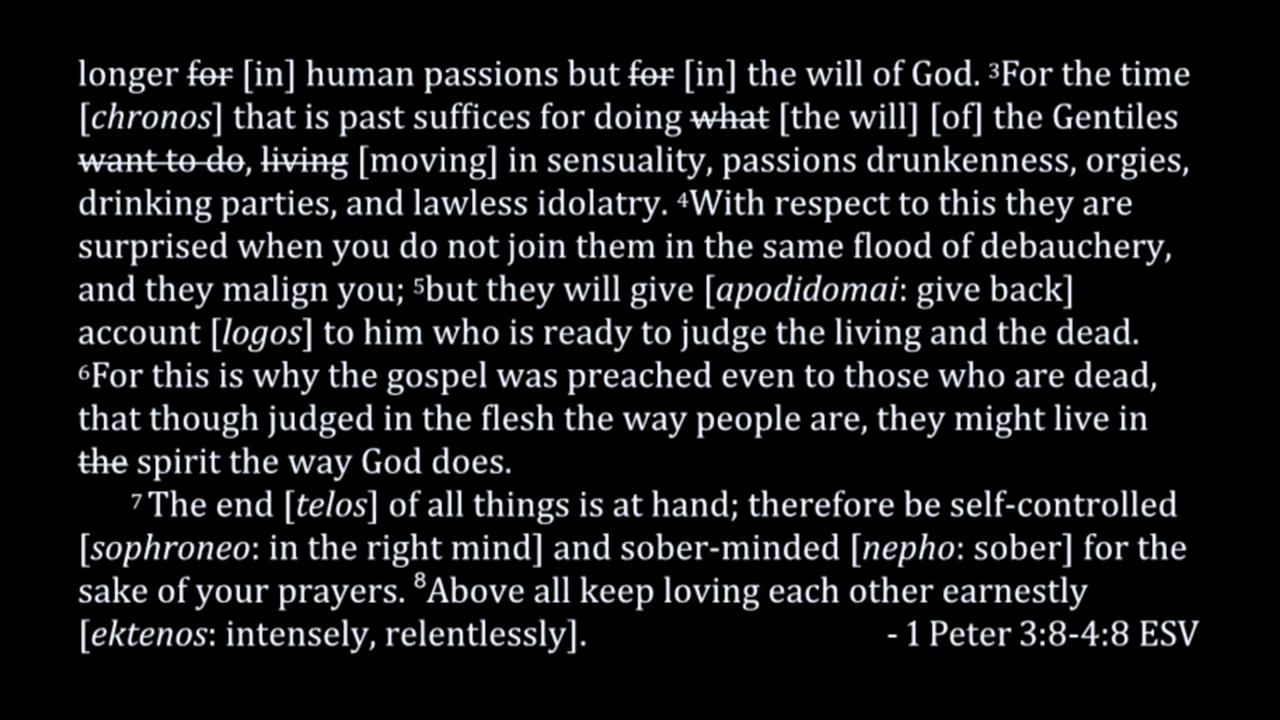 longer for [in] human passions but for [in] the will of God. ³For the time
[chronos] that is past suffices for doing what [the will] [of] the Gentiles
want to do, living [moving] in sensuality, passions drunkenness, orgies,
drinking parties, and lawless idolatry. ⁴With respect to this they are
surprised when you do not join them in the same flood of debauchery,
and they malign you; ⁵but they will give [apodidomai: give back]
account [logos] to him who is ready to judge the living and the dead.
⁶For this is why the gospel was preached even to those who are dead,
that though judged in the flesh the way people are, they might live in
the spirit the way God does.
⁷ The end [telos] of all things is at hand; therefore be self-controlled
[sophroneo: in the right mind] and sober-minded [nepho: sober] for the
sake of your prayers. ⁸Above all keep loving each other earnestly
[ektenos: intensely, relentlessly]. - 1 Peter 3:8-4:8 ESV